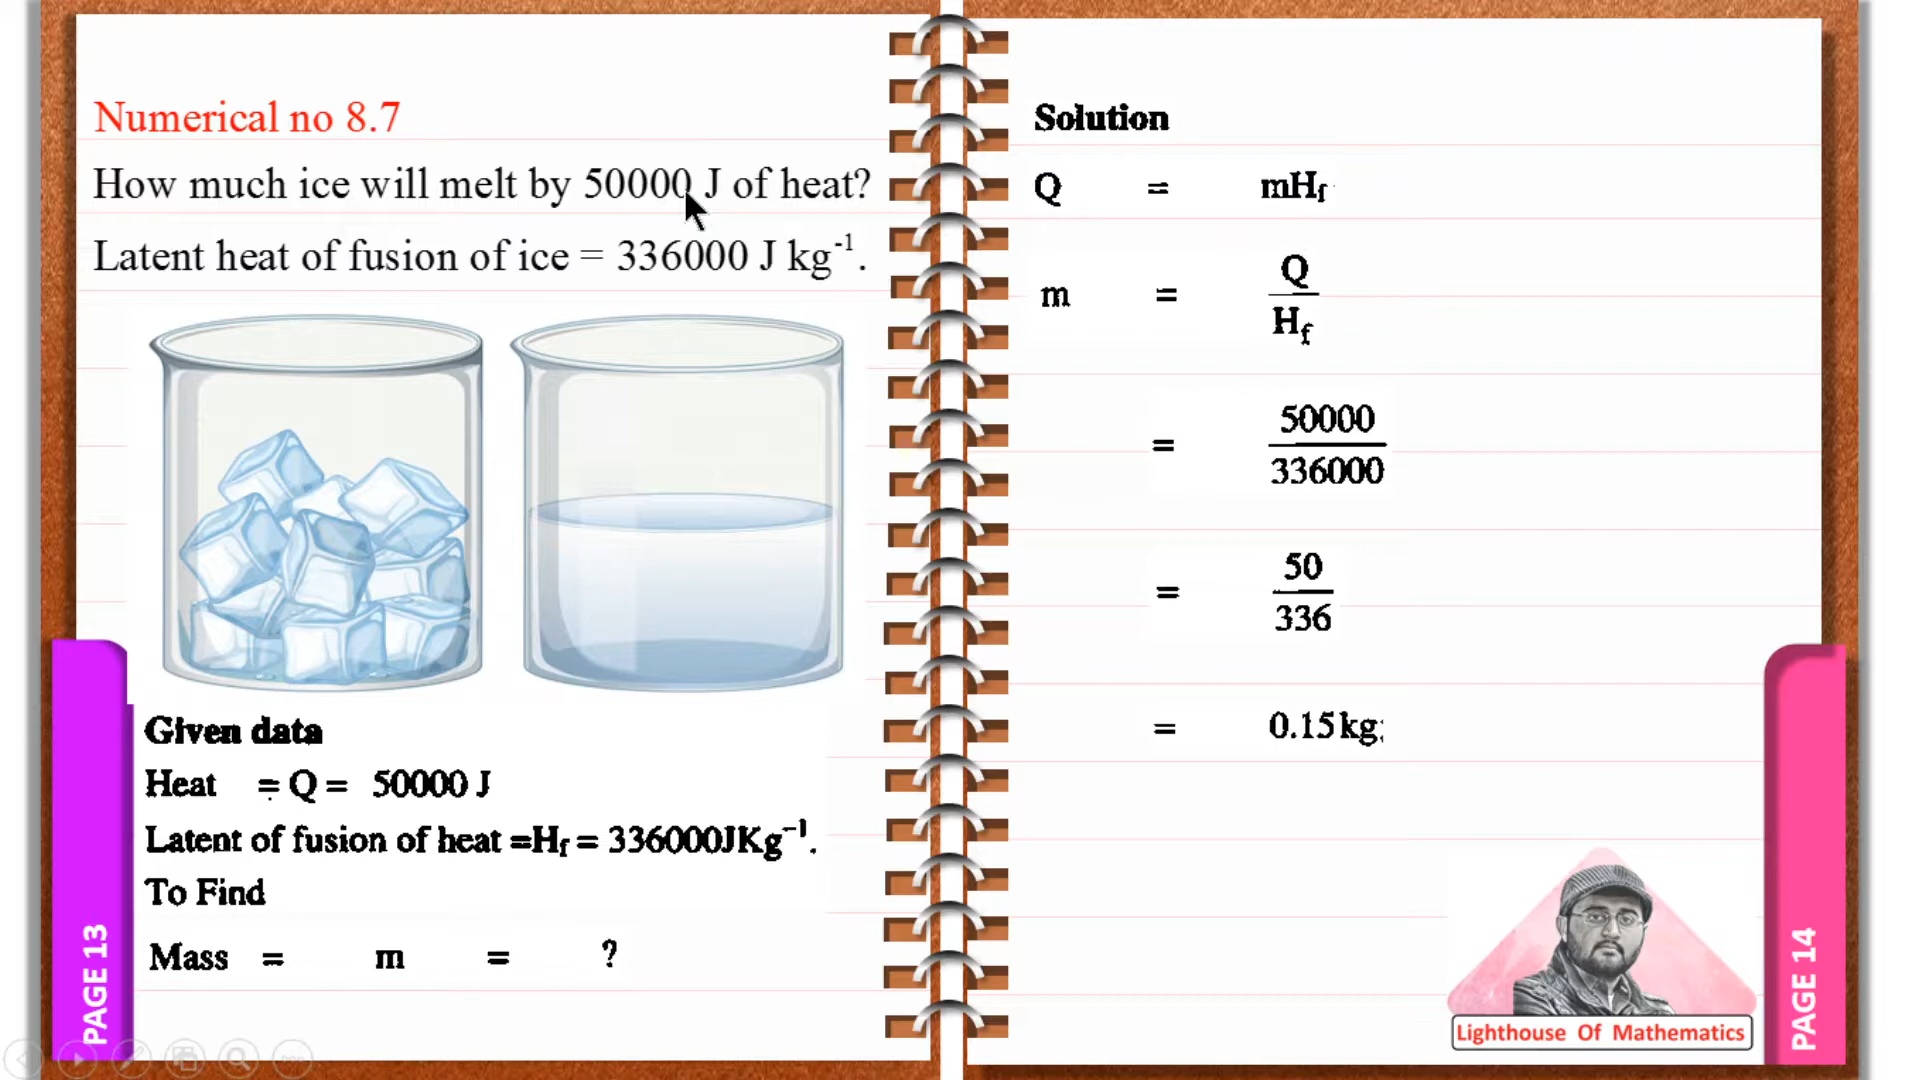 Numerical no 8.7
How much ice will melt by 50000 J of heat?
Latent heat of fusion of ice = 336000 J kg⁻¹.
Given data
Heat = Q = 50000 J
Latent of fusion of heat =Hf = 336000JKg⁻¹.
To Find
Mass = m = ?
PAGE 13
Solution
Q = mHf
m = Q
Hf
= 50000
336000
= 50
336
= 0.15kg;
Lighthouse Of Mathematics
PAGE 14